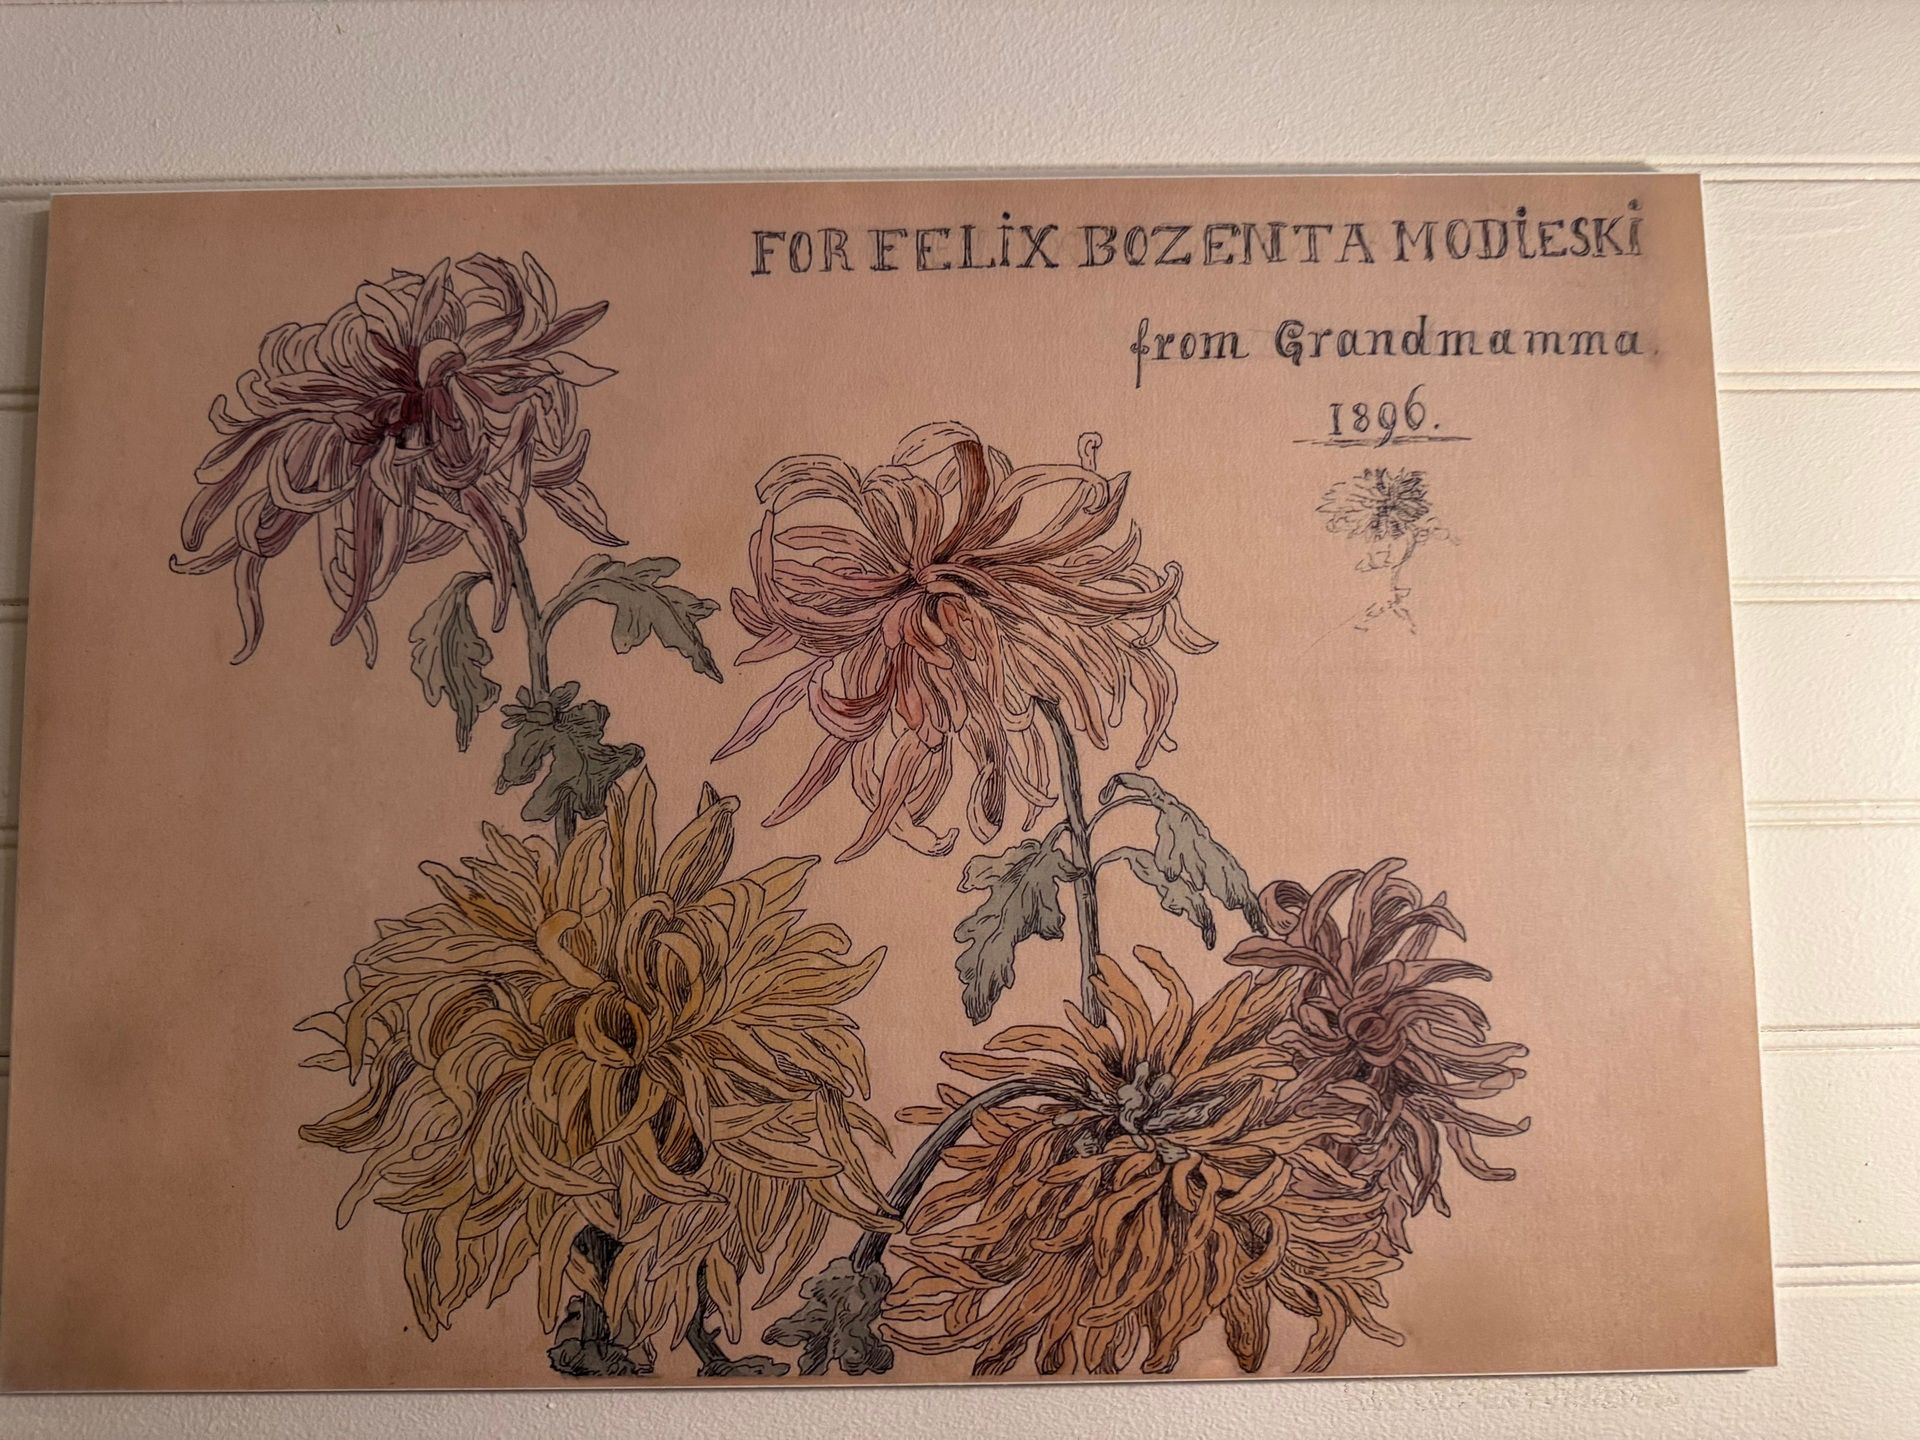 FOR FELIX BOZENTA MODIESKI
from Grandmamma.
1896.